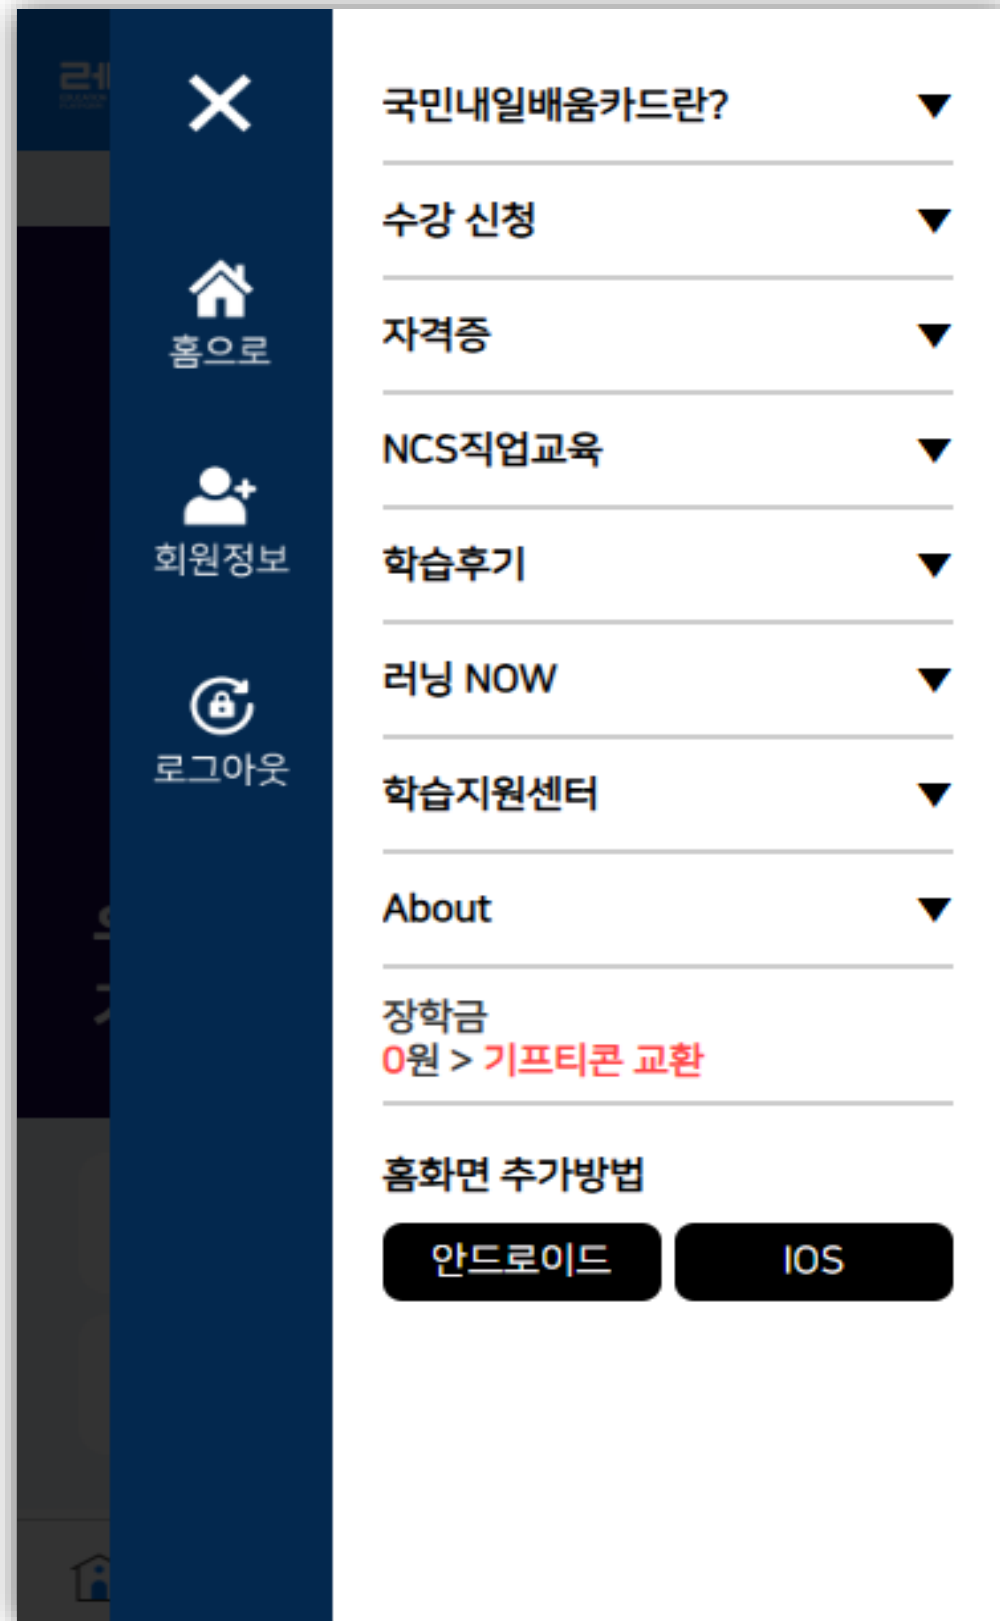 홈으로
회원정보
로그아웃
국민내일배움카드란?
수강 신청
자격증
NCS직업교육
학습후기
러닝 NOW
학습지원센터
About
장학금
0원 > 기프티콘 교환
홈화면 추가방법
안드로이드
IOS